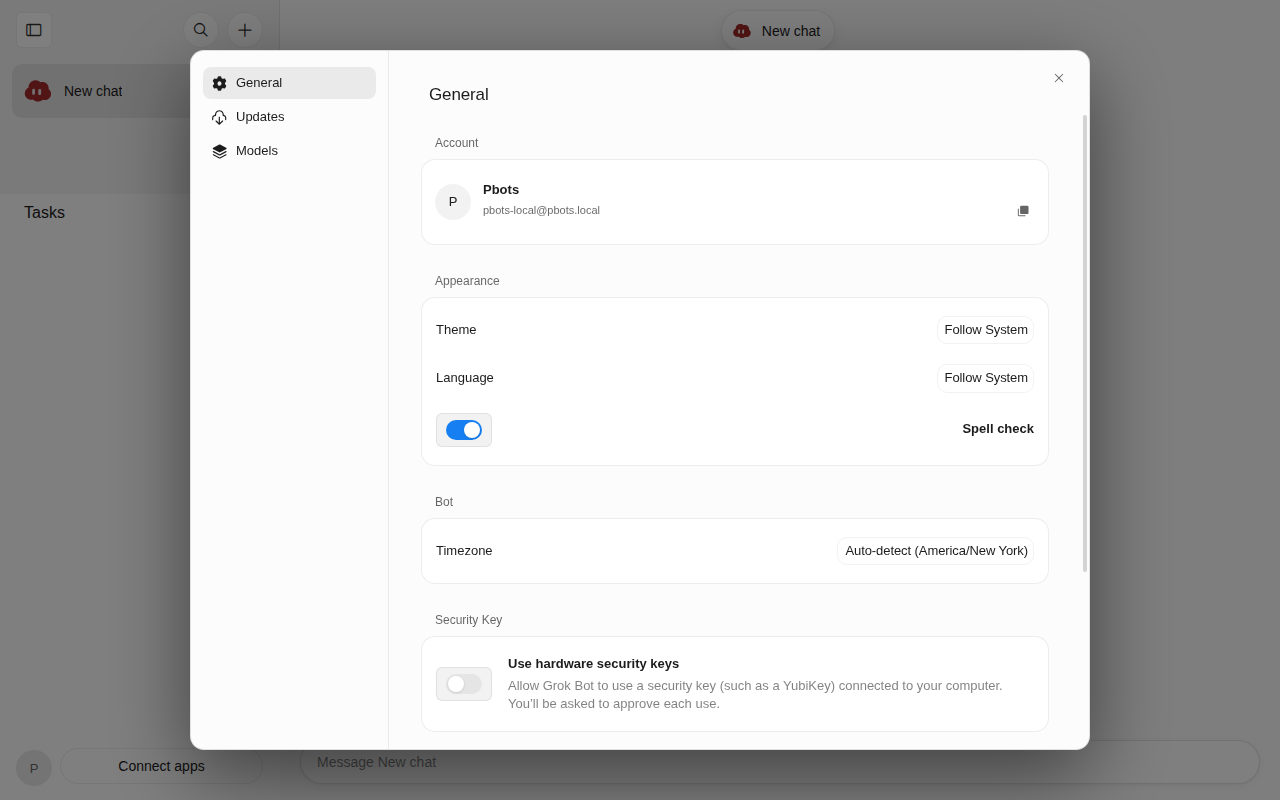 New chat
New chat
Tasks
P
Connect apps
Message New chat
General
Updates
Models
General
Account
P
Pbots
pbots-local@pbots.local
Appearance
Theme
Follow System
Language
Follow System
Spell check
Bot
Timezone
Auto-detect (America/New York)
Security Key
Use hardware security keys
Allow Grok Bot to use a security key (such as a YubiKey) connected to your computer.
You'll be asked to approve each use.